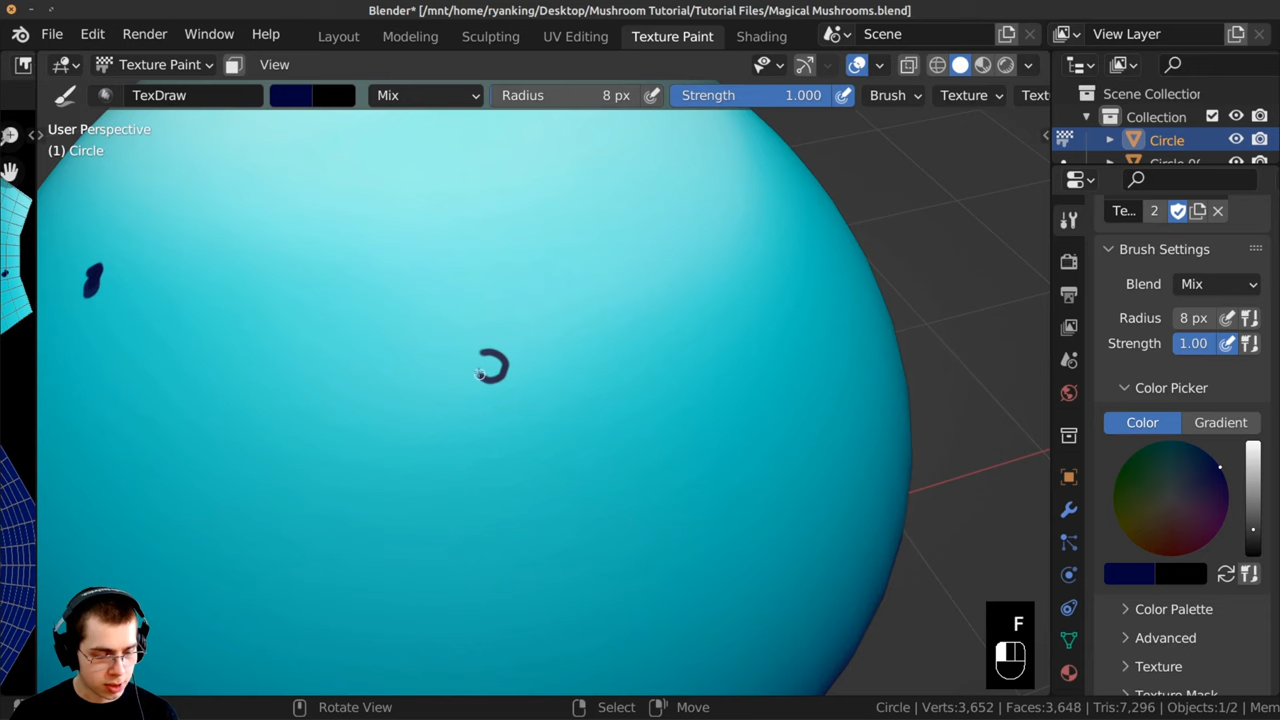 Blender* [/mnt/home/ryanking/Desktop/Mushroom Tutorial/Tutorial Files/Magical Mushrooms.blend]
File Edit Render Window Help Layout Modeling Sculpting UV Editing Texture Paint Shading Scene View Layer
Texture Paint View
Scene Collection
TexDraw Mix Radius 8 px Strength 1.000 Brush Texture Text
Collection
User Perspective
(1) Circle
Circle
Te... 2
Brush Settings
Blend Mix
Radius 8 px
Strength 1.00
Color Picker
Color Gradient
Color Palette
F
Advanced
Texture
Rotate View Select Move Circle | Verts:3,652 | Faces:3,648 | Tris:7,296 | Objects:1/2 | Mem